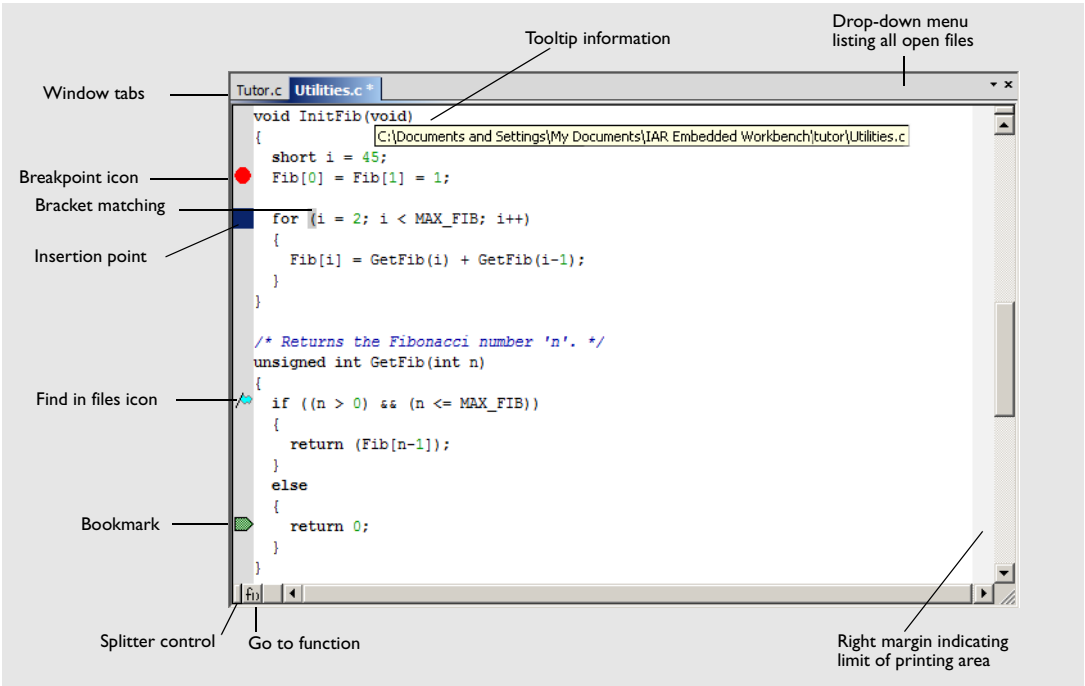 Drop-down menu
listing all open files
Tooltip information
Window tabs
Tutor.c Utilities.c *
void InitFib(void)
{
C:\Documents and Settings\My Documents\IAR Embedded Workbench\tutor\Utilities.c
short i = 45;
Breakpoint icon
Fib[0] = Fib[1] = 1;
Bracket matching
for (i = 2; i < MAX_FIB; i++)
{
Insertion point
Fib[i] = GetFib(i) + GetFib(i-1);
}
}
/* Returns the Fibonacci number 'n'. */
unsigned int GetFib(int n)
{
Find in files icon
if ((n > 0) && (n <= MAX_FIB))
{
return (Fib[n-1]);
}
else
{
Bookmark
return 0;
}
}
f()
Splitter control
Go to function
Right margin indicating
limit of printing area